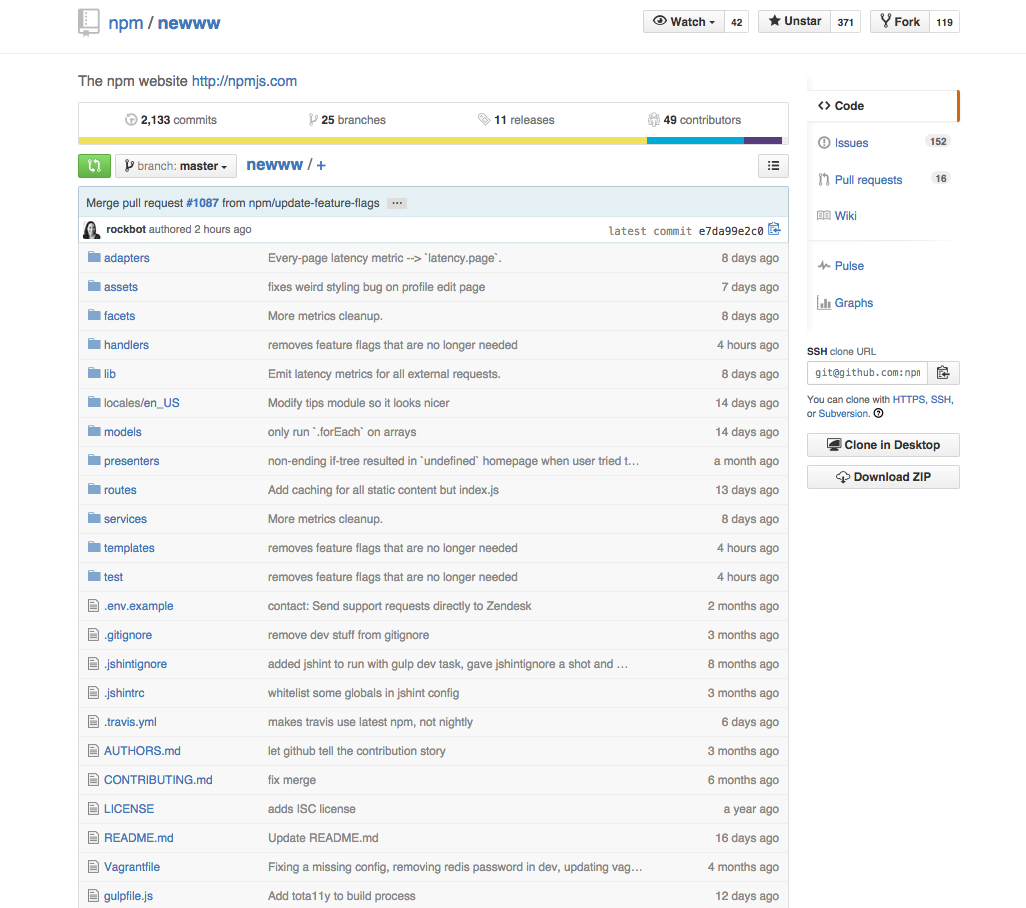 npm / newww
Watch 42 Unstar 371 Fork 119
The npm website http://npmjs.com
2,133 commits 25 branches 11 releases 49 contributors
branch: master newww / +
Merge pull request #1087 from npm/update-feature-flags ...
rockbot authored 2 hours ago latest commit e7da99e2c0
adapters Every-page latency metric --> `latency.page`. 8 days ago
assets fixes weird styling bug on profile edit page 7 days ago
facets More metrics cleanup. 8 days ago
handlers removes feature flags that are no longer needed 4 hours ago
lib Emit latency metrics for all external requests. 8 days ago
locales/en_US Modify tips module so it looks nicer 14 days ago
models only run `.forEach` on arrays 14 days ago
presenters non-ending if-tree resulted in `undefined` homepage when user tried t… a month ago
routes Add caching for all static content but index.js 13 days ago
services More metrics cleanup. 8 days ago
templates removes feature flags that are no longer needed 4 hours ago
test removes feature flags that are no longer needed 4 hours ago
.env.example contact: Send support requests directly to Zendesk 2 months ago
.gitignore remove dev stuff from gitignore 3 months ago
.jshintignore added jshint to run with gulp dev task, gave jshintignore a shot and … 8 months ago
.jshintrc whitelist some globals in jshint config 3 months ago
.travis.yml makes travis use latest npm, not nightly 6 days ago
AUTHORS.md let github tell the contribution story 3 months ago
CONTRIBUTING.md fix merge 6 months ago
LICENSE adds ISC license a year ago
README.md Update README.md 16 days ago
Vagrantfile Fixing a missing config, removing redis password in dev, updating vag… 4 months ago
gulpfile.js Add tota11y to build process 12 days ago
Code
Issues 152
Pull requests 16
Wiki
Pulse
Graphs
SSH clone URL
git@github.com:npm
You can clone with HTTPS, SSH,
or Subversion.
Clone in Desktop
Download ZIP